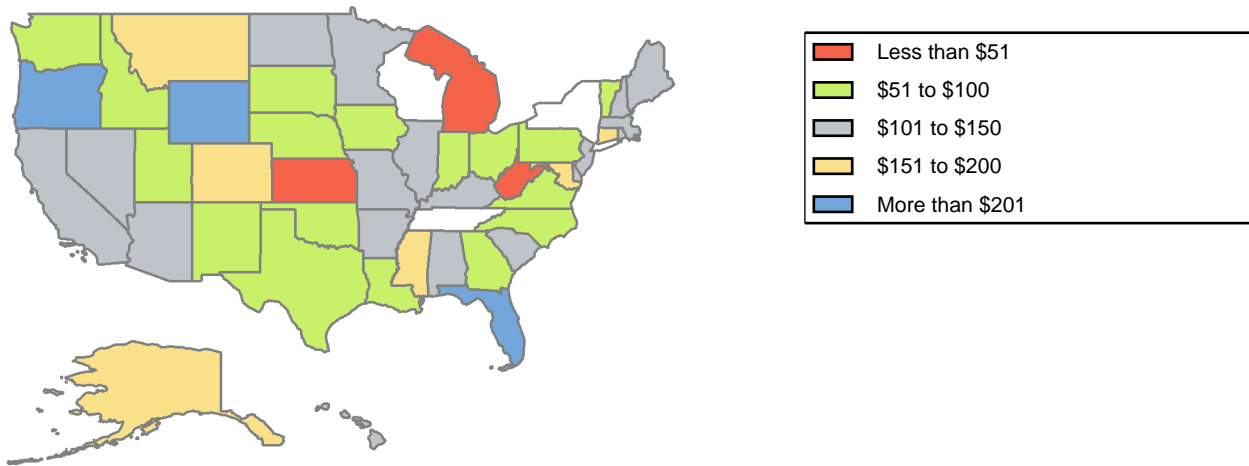 Less than $51
$51 to $100
$101 to $150
$151 to $200
More than $201